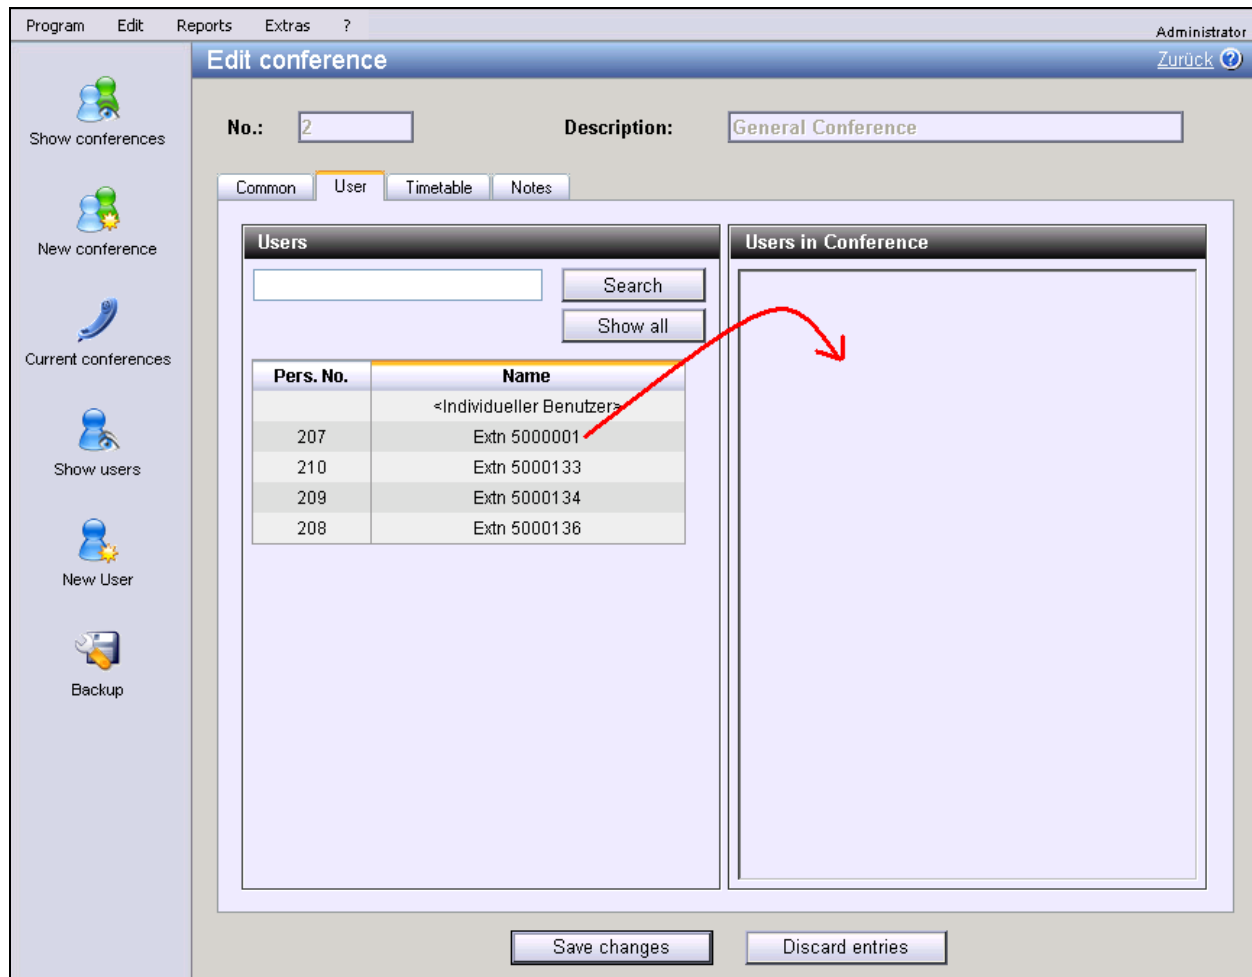 Program Edit Reports Extras ?
Administrator
Edit conference
Zurück ?
Show conferences
New conference
Current conferences
Show users
New User
Backup
No.: 2 Description: General Conference
Common User Timetable Notes
Users
Search
Show all
Pers. No. Name
<Individueller Benutzer>
207 Extn 5000001
210 Extn 5000133
209 Extn 5000134
208 Extn 5000136
Users in Conference
Save changes Discard entries